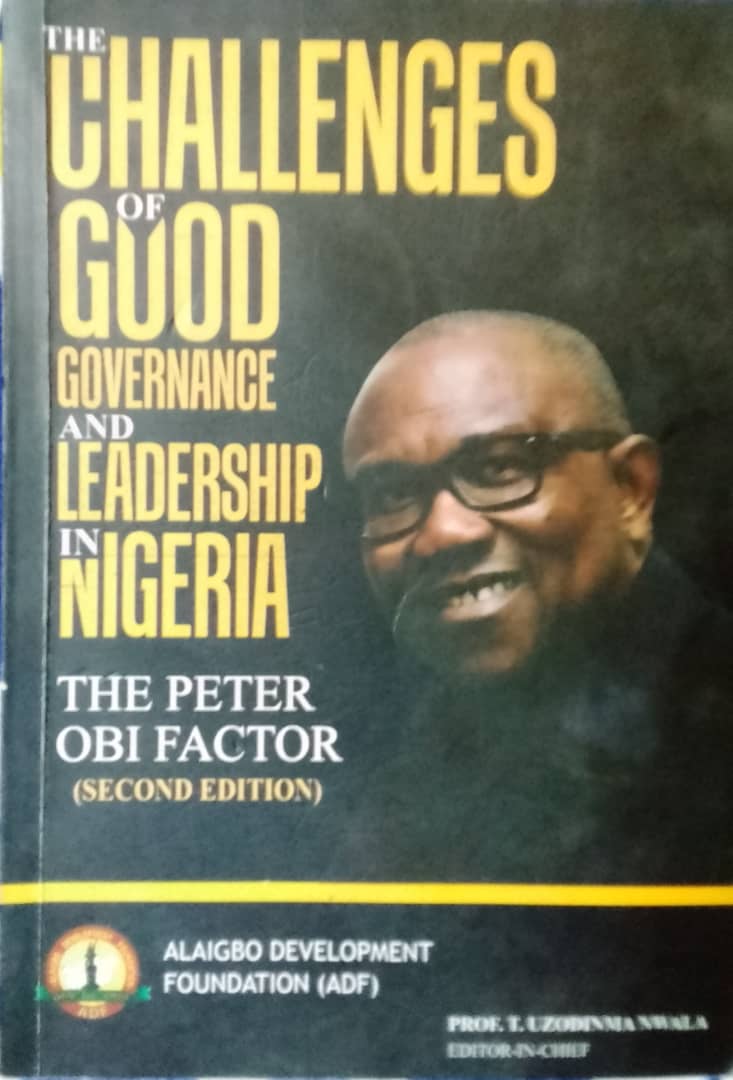 THE
CHALLENGES
OF
GOOD
GOVERNANCE
AND
LEADERSHIP
IN
NIGERIA
THE PETER
OBI FACTOR
(SECOND EDITION)
ALAIGBO DEVELOPMENT
FOUNDATION (ADF)
ADF
PROF. T. UZODINMA NWALA
EDITOR-IN-CHIEF